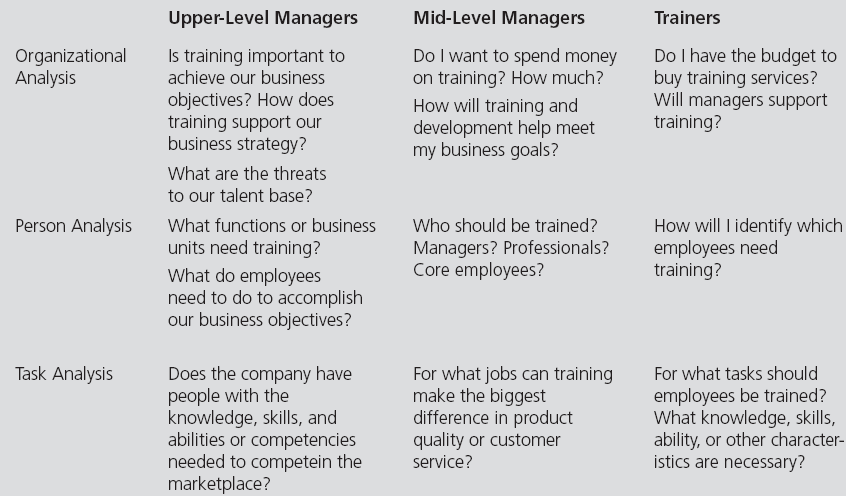 Upper-Level Managers
Mid-Level Managers
Trainers
Organizational
Analysis
Is training important to
achieve our business
objectives? How does
training support our
business strategy?
What are the threats
to our talent base?
Do I want to spend money
on training? How much?
How will training and
development help meet
my business goals?
Do I have the budget to
buy training services?
Will managers support
training?
Person Analysis
What functions or business
units need training?
What do employees
need to do to accomplish
our business objectives?
Who should be trained?
Managers? Professionals?
Core employees?
How will I identify which
employees need
training?
Task Analysis
Does the company have
people with the
knowledge, skills, and
abilities or competencies
needed to competein the
marketplace?
For what jobs can training
make the biggest
difference in product
quality or customer
service?
For what tasks should
employees be trained?
What knowledge, skills,
ability, or other character-
istics are necessary?